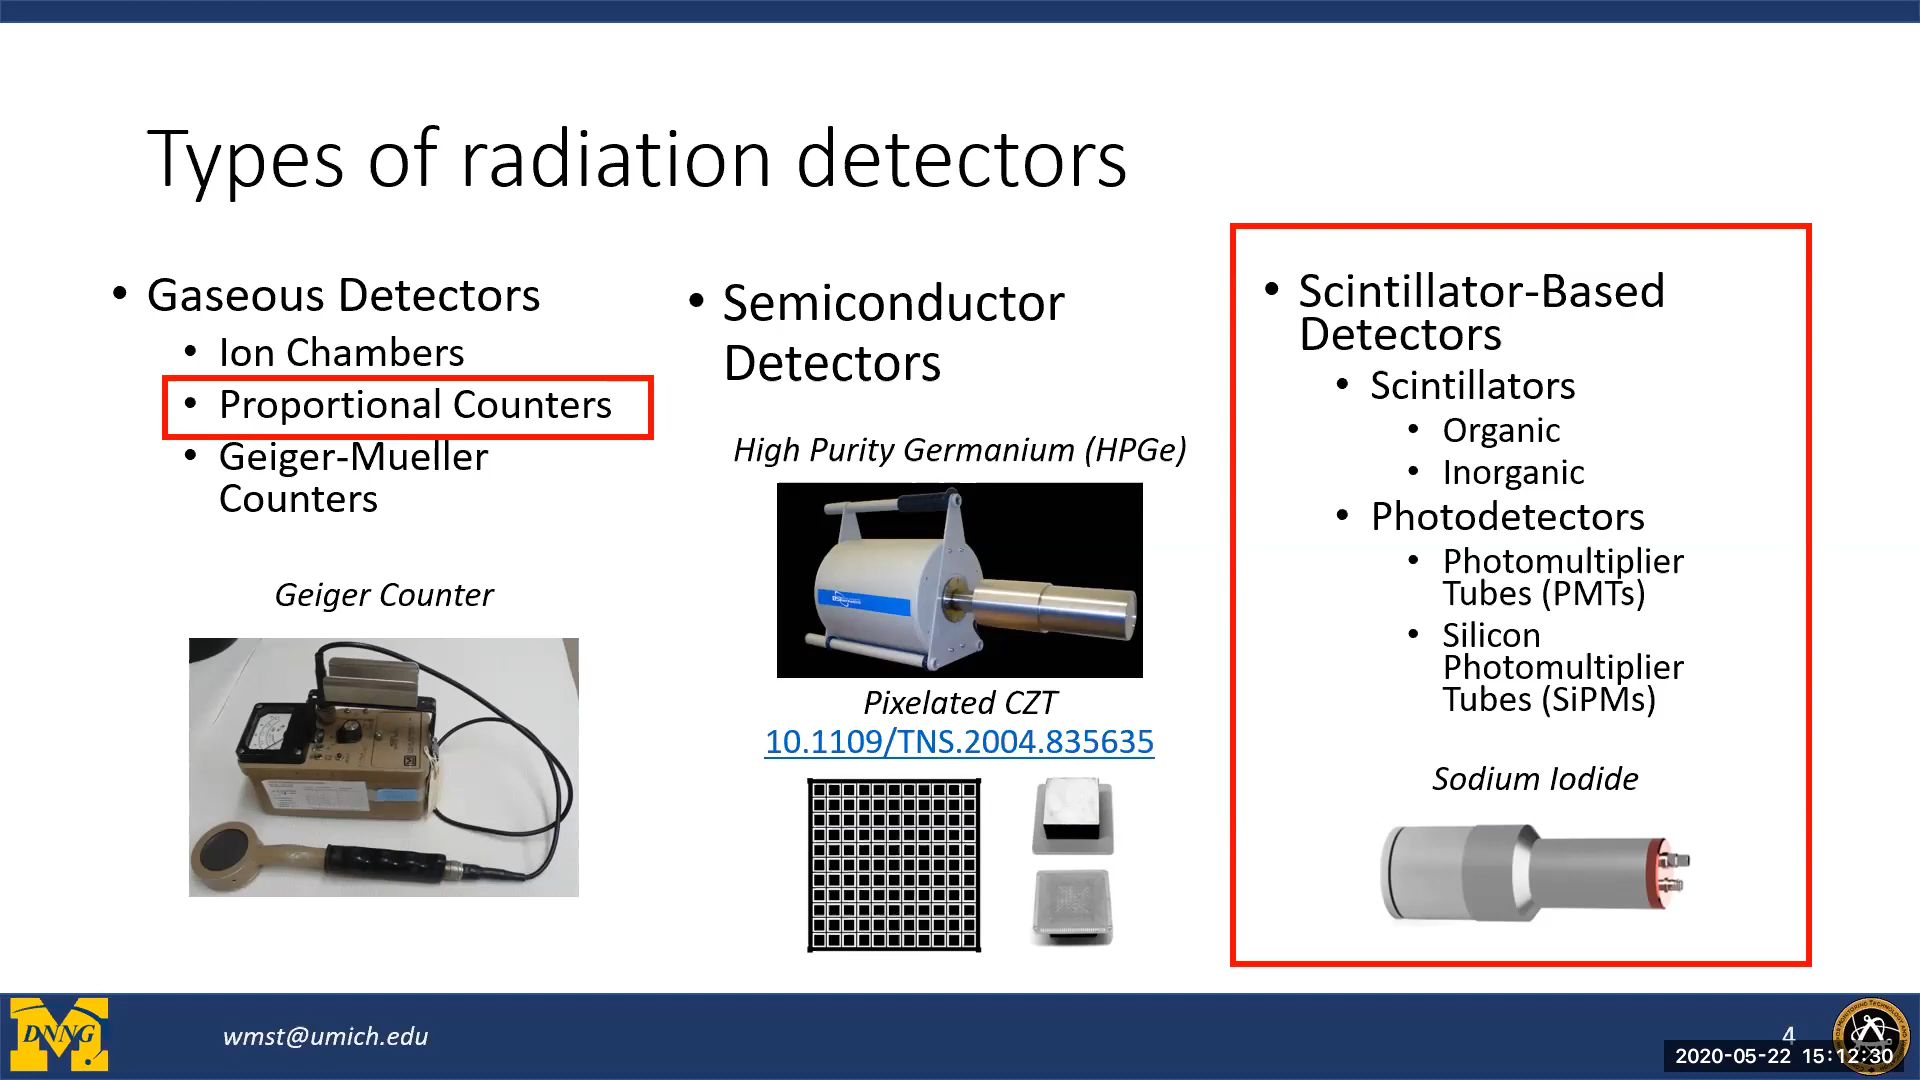 Types of radiation detectors
• Gaseous Detectors
• Ion Chambers
• Proportional Counters
• Geiger-Mueller
Counters
Geiger Counter
• Semiconductor
Detectors
High Purity Germanium (HPGe)
Pixelated CZT
10.1109/TNS.2004.835635
• Scintillator-Based
Detectors
• Scintillators
• Organic
• Inorganic
• Photodetectors
• Photomultiplier
Tubes (PMTs)
• Silicon
Photomultiplier
Tubes (SiPMs)
Sodium Iodide
DNNG
wmst@umich.edu
4
2020-05-22 15:12:30